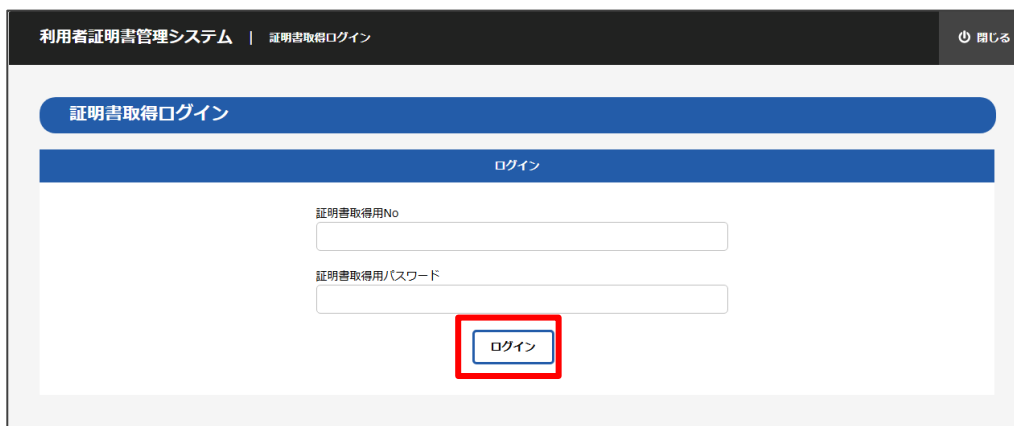 利用者証明書管理システム | 証明書取得ログイン 閉じる
証明書取得ログイン
ログイン
証明書取得用No
証明書取得用パスワード
ログイン